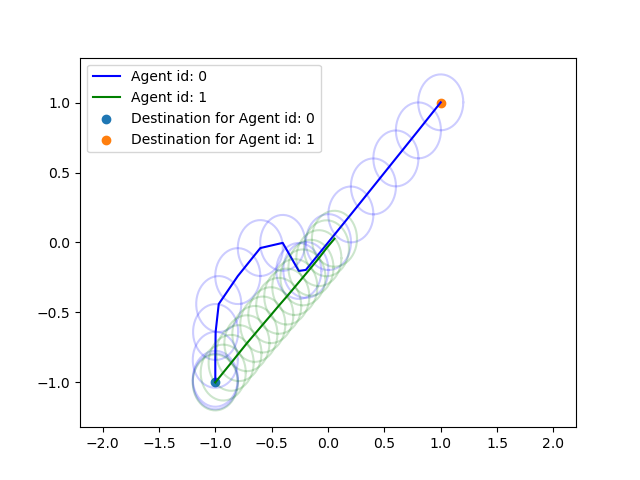 Agent id: 0
Agent id: 1
Destination for Agent id: 0
Destination for Agent id: 1
1.0
0.5
0.0
−0.5
−1.0
−2.0 −1.5 −1.0 −0.5 0.0 0.5 1.0 1.5 2.0